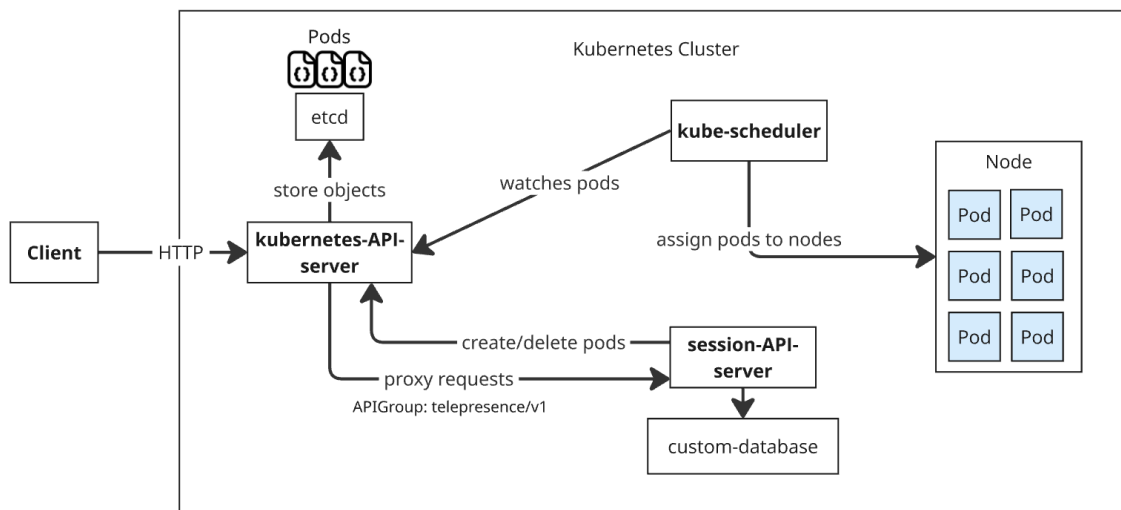 Pods
Kubernetes Cluster
{} {} {}
etcd
kube-scheduler
Node
watches pods
store objects
Pod Pod
Client
HTTP
kubernetes-API-
server
assign pods to nodes
Pod Pod
Pod Pod
create/delete pods
session-API-
server
proxy requests
APIGroup: telepresence/v1
custom-database